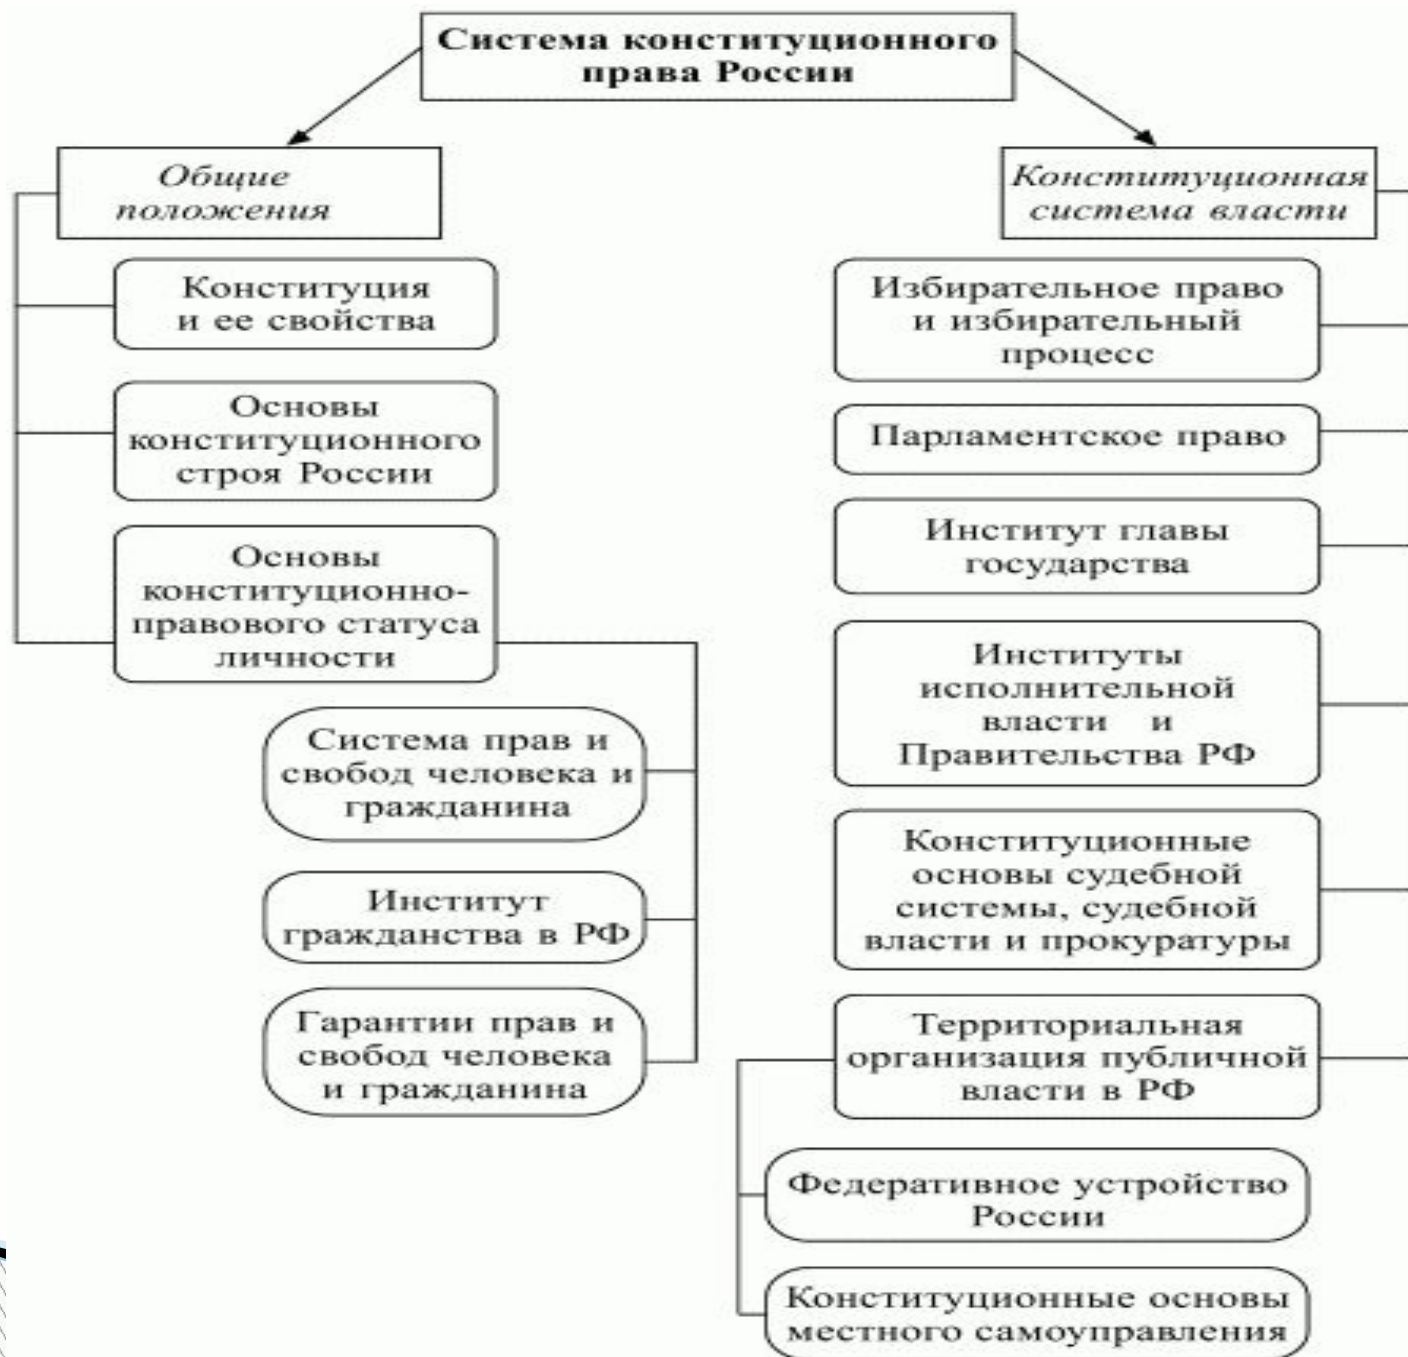 Система конституционного
права России
Общие
положения
Конституция
и ее свойства
Основы
конституционного
строя России
Основы
конституционно-
правового статуса
личности
Система прав и
свобод человека и
гражданина
Институт
гражданства в РФ
Гарантии прав и
свобод человека
и гражданина
Конституционная
система власти
Избирательное право
и избирательный
процесс
Парламентское право
Институт главы
государства
Институты
исполнительной
власти и
Правительства РФ
Конституционные
основы судебной
системы, судебной
власти и прокуратуры
Территориальная
организация публичной
власти в РФ
Федеративное устройство
России
Конституционные основы
местного самоуправления